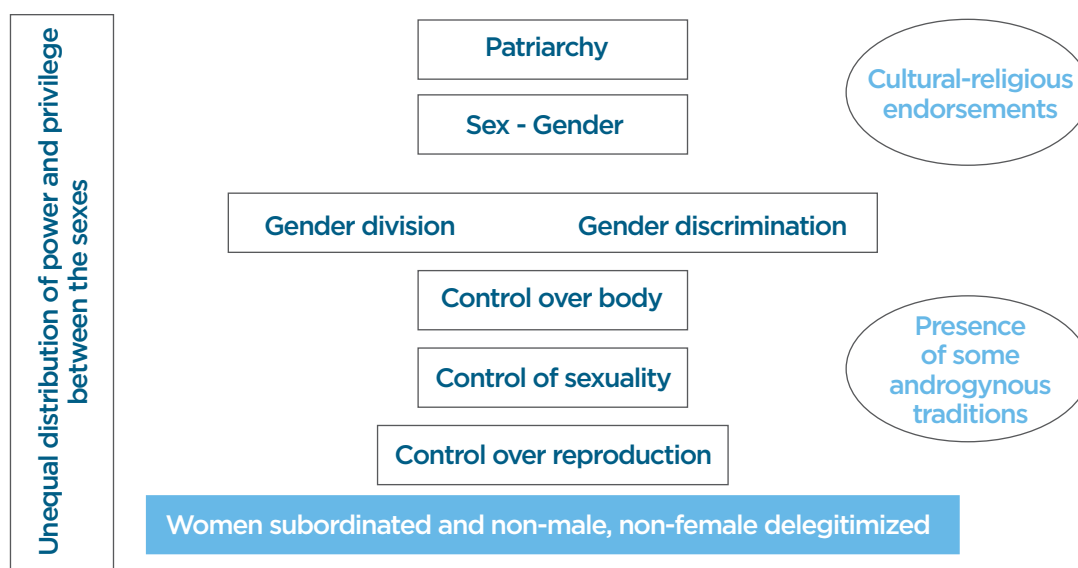 Unequal distribution of power and privilege
between the sexes
Patriarchy
Sex - Gender
Gender division
Gender discrimination
Control over body
Control of sexuality
Control over reproduction
Women subordinated and non-male, non-female delegitimized
Cultural-religious
endorsements
Presence
of some
androgynous
traditions